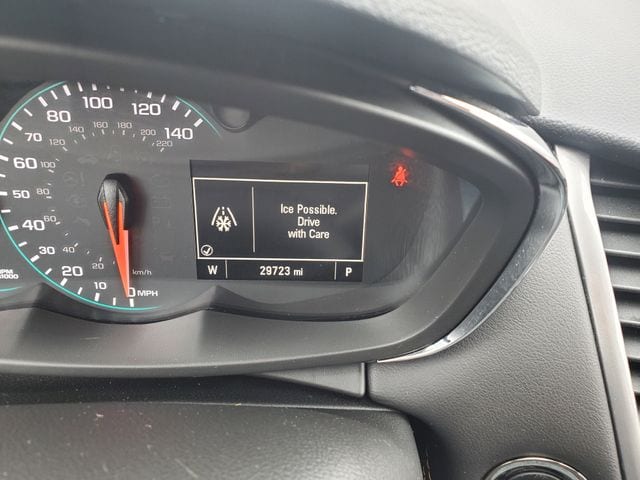 80 100 120 140
70 60 50 40 30 20 10 0 MPH
140 160 180 200 220
120 100 80 60 40 20 km/h
Ice Possible.
Drive
with Care
W 29723 mi P